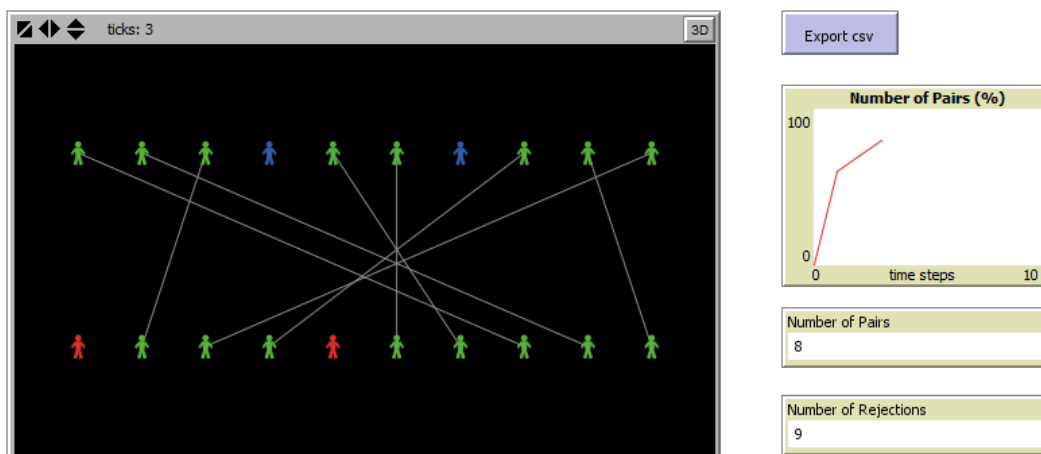 ticks: 3
3D
Export csv
Number of Pairs (%)
100
0
0
time steps
10
Number of Pairs
8
Number of Rejections
9